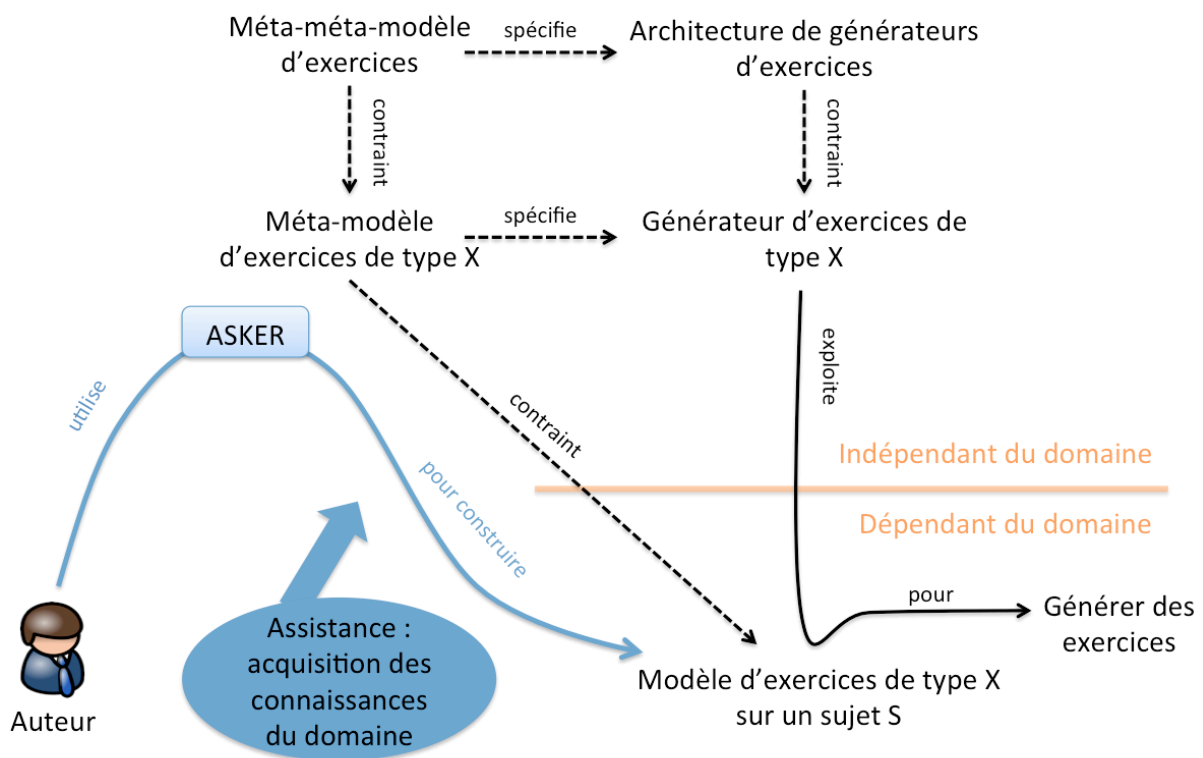 Méta-méta-modèle
d’exercices
spécifie
Architecture de générateurs
d’exercices
contraint
contraint
Méta-modèle
d’exercices de type X
spécifie
Générateur d’exercices de
type X
ASKER
utilise
exploite
contraint
pour construire
Indépendant du domaine
Dépendant du domaine
pour
Générer des
exercices
Assistance :
acquisition des
connaissances
du domaine
Modèle d’exercices de type X
sur un sujet S
Auteur